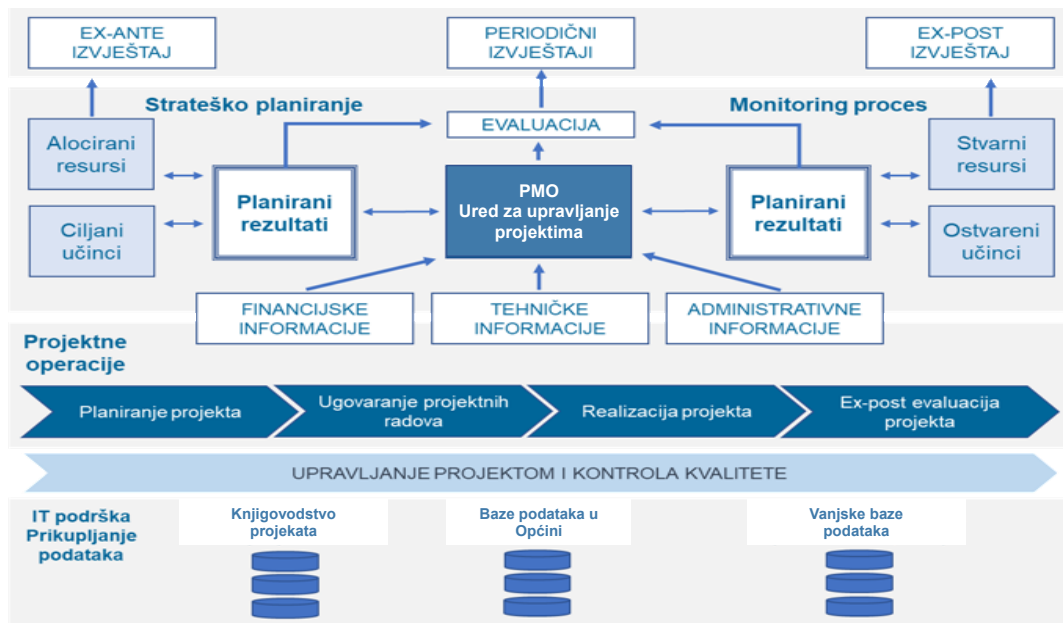 EX-ANTE
IZVJEŠTAJ
PERIODIČNI
IZVJEŠTAJI
EX-POST
IZVJEŠTAJ
Strateško planiranje
Monitoring proces
EVALUACIJA
Alocirani
resursi
Ciljani
učinci
Planirani
rezultati
PMO
Ured za upravljanje
projektima
Planirani
rezultati
Stvarni
resursi
Ostvareni
učinci
FINANCIJSKE
INFORMACIJE
TEHNIČKE
INFORMACIJE
ADMINISTRATIVNE
INFORMACIJE
Projektne
operacije
Planiranje projekta
Ugovaranje projektnih
radova
Realizacija projekta
Ex-post evaluacija
projekta
UPRAVLJANJE PROJEKTOM I KONTROLA KVALITETE
IT podrška
Prikupljanje
podataka
Knjigovodstvo
projekata
Baze podataka u
Općini
Vanjske baze
podataka